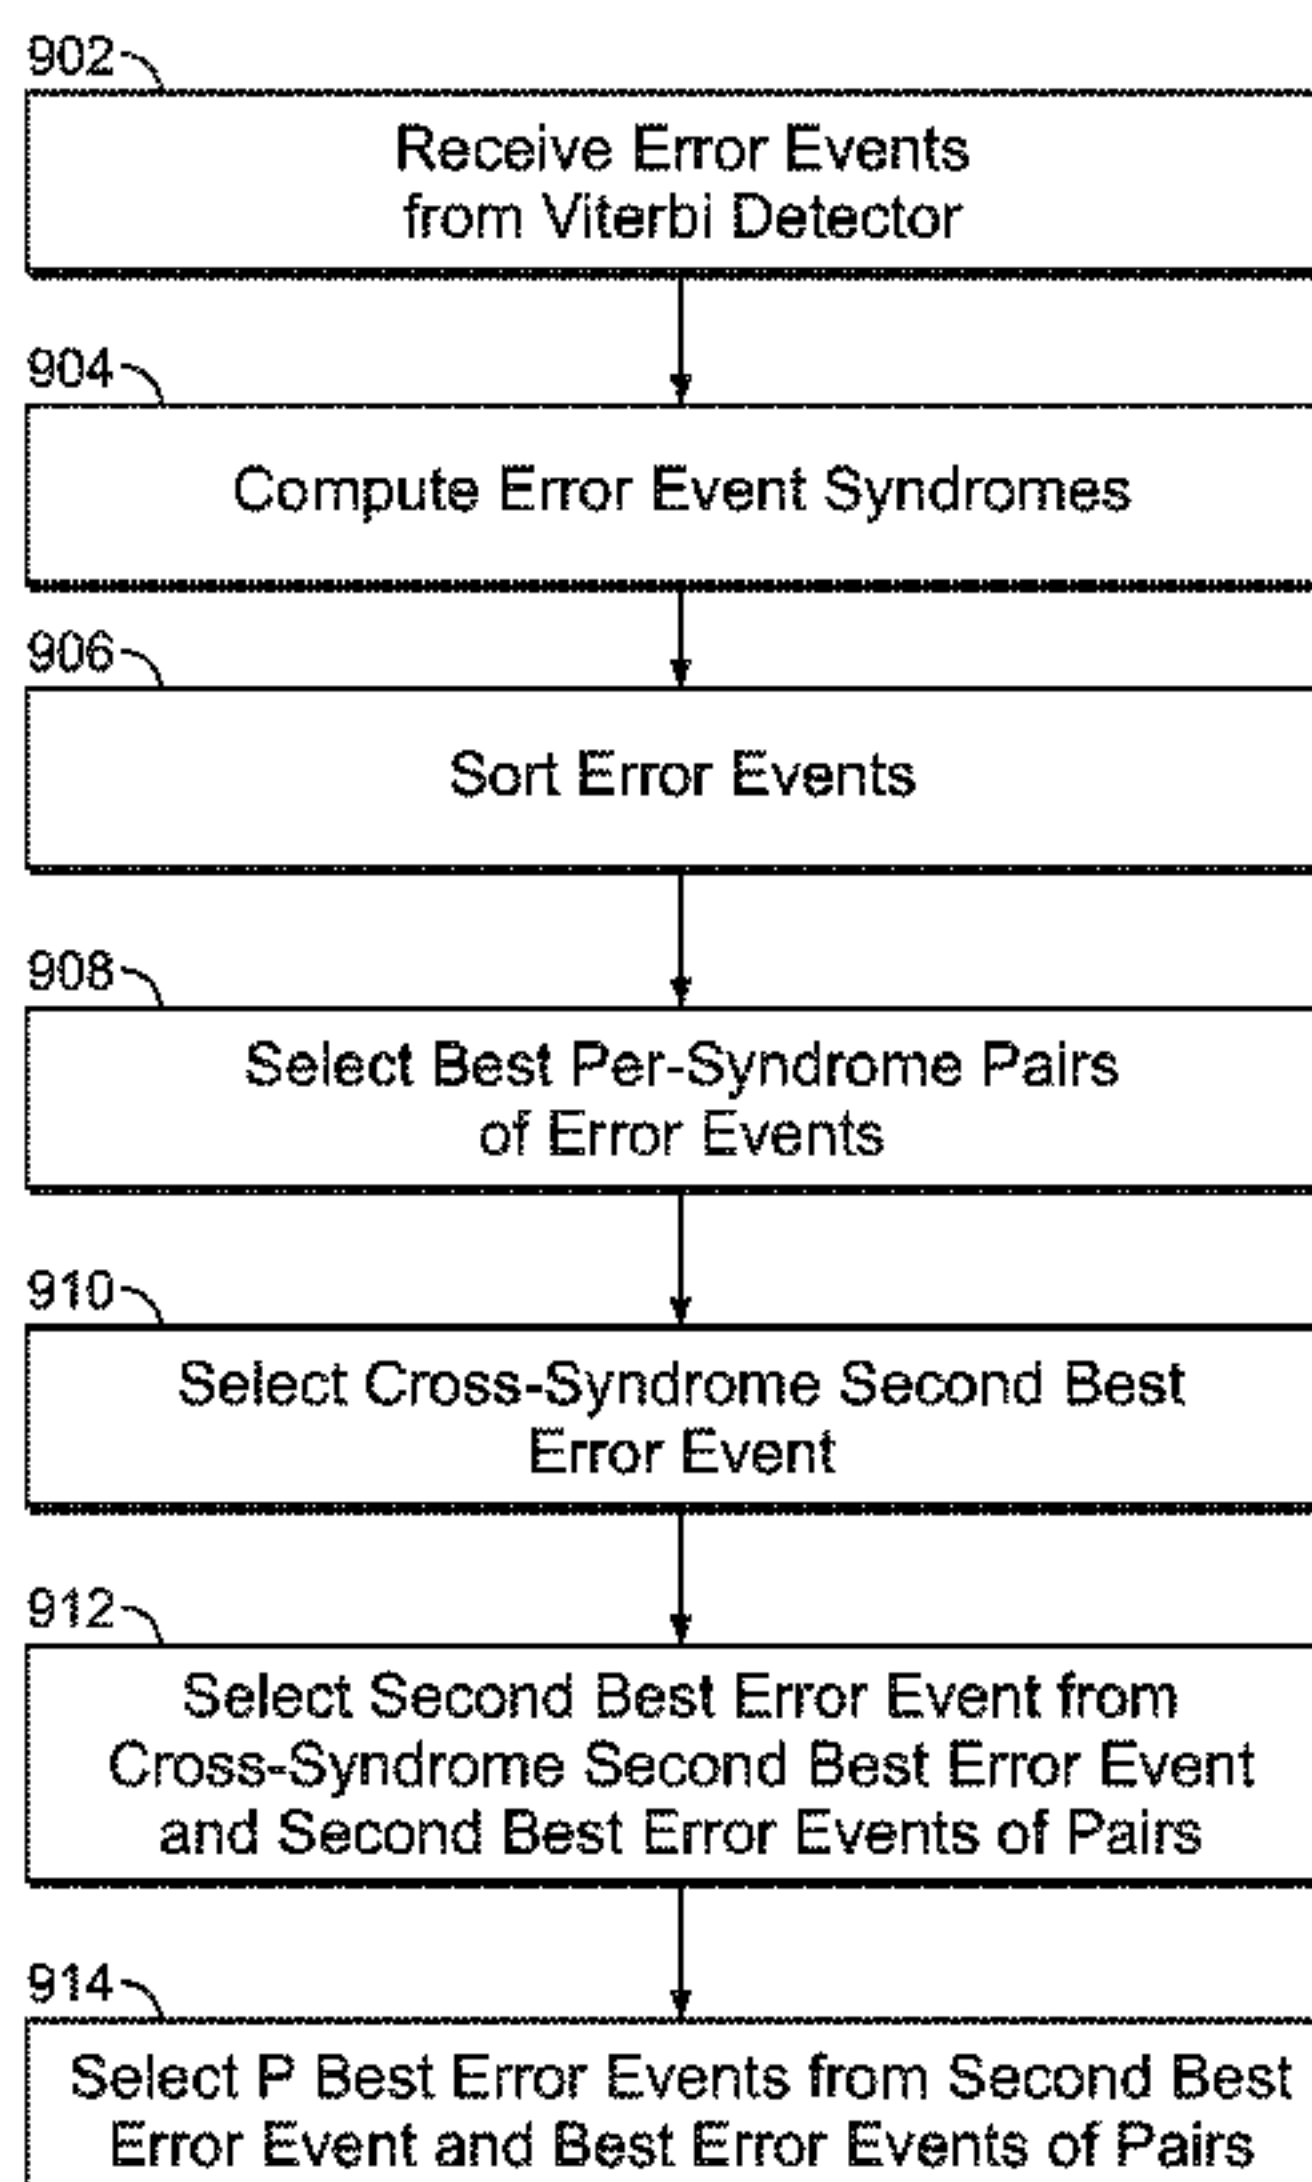 902
Receive Error Events
from Viterbi Detector
904
Compute Error Event Syndromes
906
Sort Error Events
908
Select Best Per-Syndrome Pairs
of Error Events
910
Select Cross-Syndrome Second Best
Error Event
912
Select Second Best Error Event from
Cross-Syndrome Second Best Error Event
and Second Best Error Events of Pairs
914
Select P Best Error Events from Second Best
Error Event and Best Error Events of Pairs